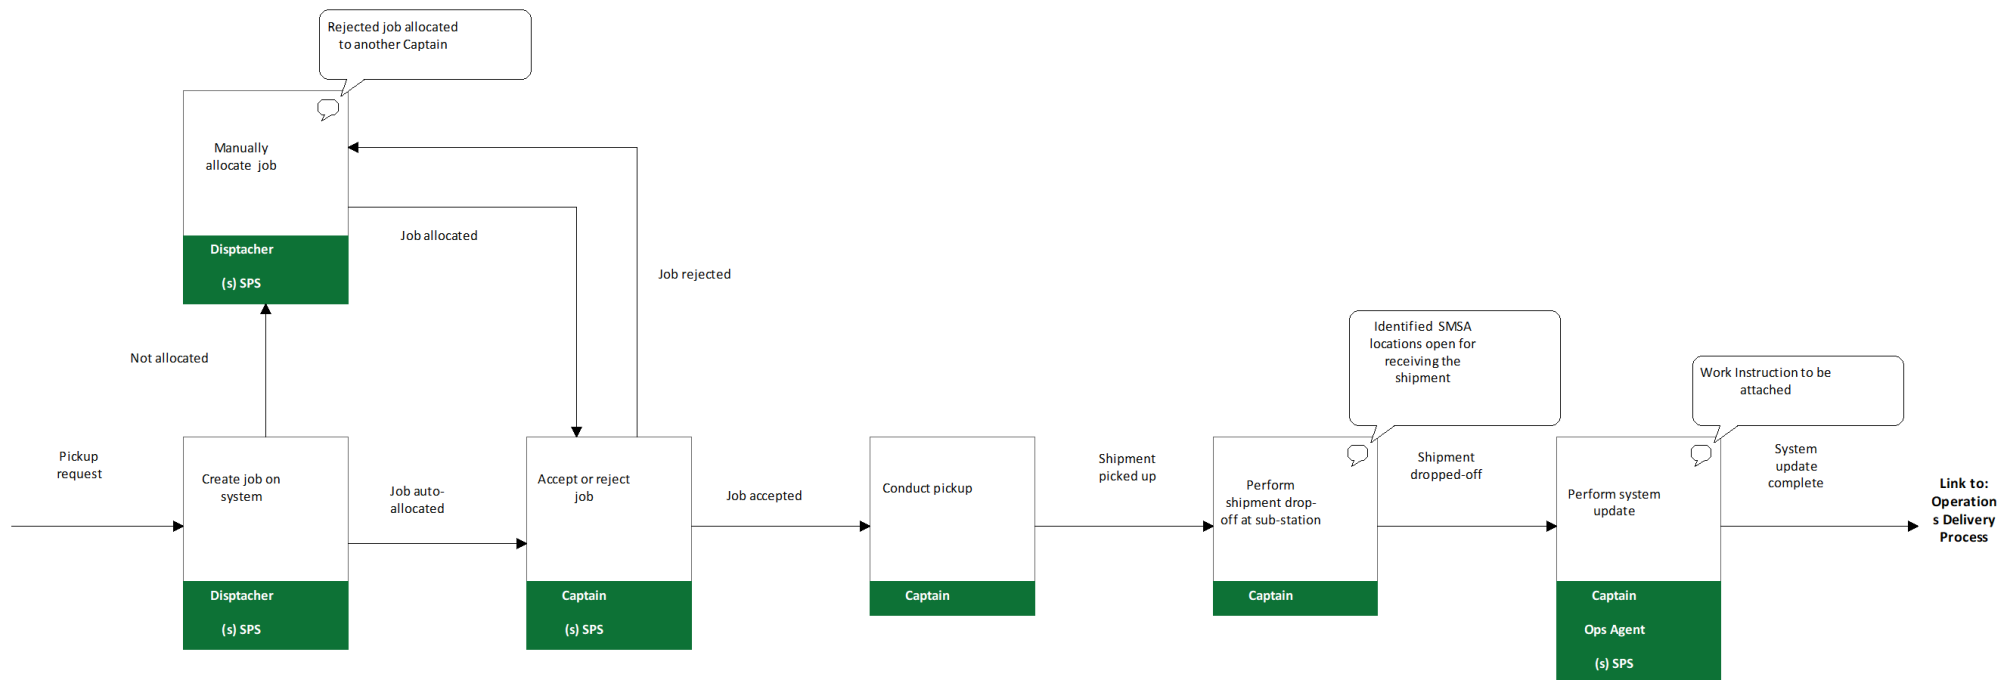 Rejected job allocated
to another Captain
Manually
allocate job
Disptacher
(s) SPS
Job allocated
Job rejected
Not allocated
Identified SMSA
locations open for
receiving the
shipment
Work Instruction to be
attached
Pickup
request
Create job on
system
Disptacher
(s) SPS
Job auto-
allocated
Accept or reject
job
Captain
(s) SPS
Job accepted
Conduct pickup
Captain
Shipment
picked up
Perform
shipment drop-
off at sub-station
Captain
Shipment
dropped-off
Perform system
update
Captain
Ops Agent
(s) SPS
System
update
complete
Link to:
Operation
s Delivery
Process